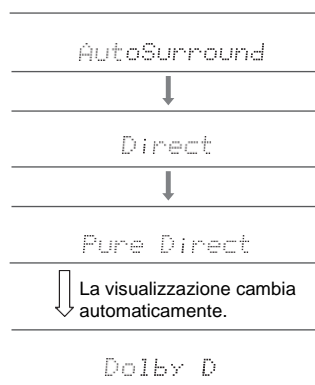 AutoSurround
Direct
Pure Direct
La visualizzazione cambia
automaticamente.
Dolby D